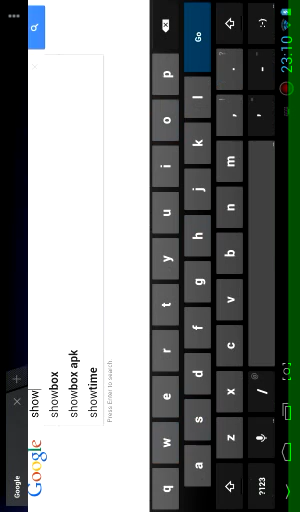 Google
Google
show
showbox
showbox apk
showtime
Press Enter to search
q w e r t y u i o p
a s d f g h j k l Go
z x c v b n m , .
?123 / ' - :-)
23:10